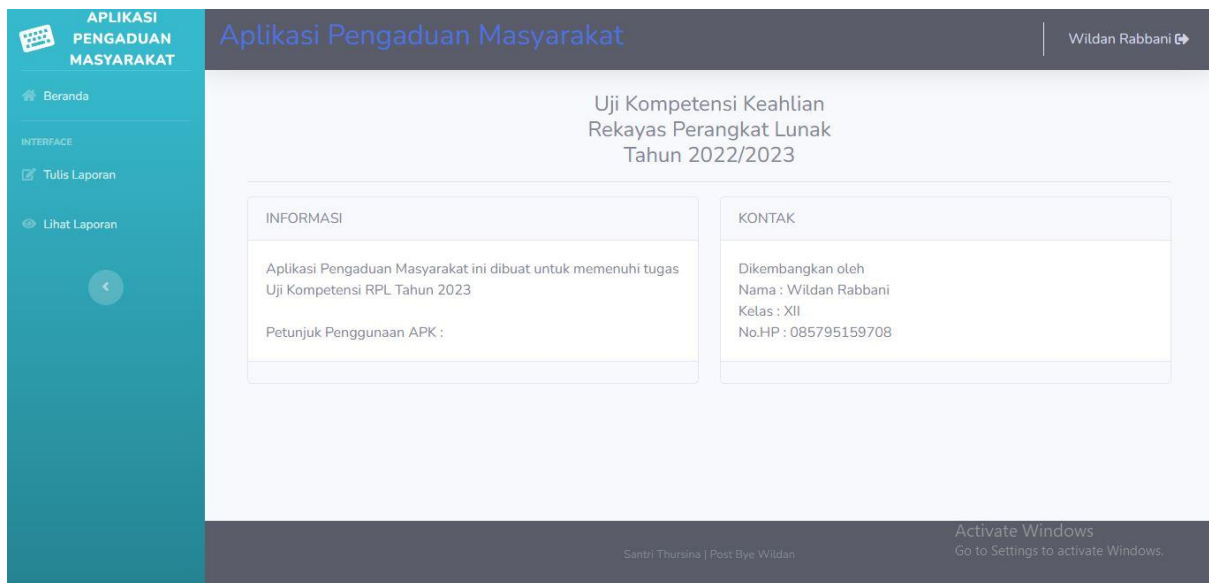 APLIKASI
PENGADUAN
MASYARAKAT
Aplikasi Pengaduan Masyarakat
Wildan Rabbani
Beranda
INTERFACE
Tulis Laporan
Lihat Laporan
Uji Kompetensi Keahlian
Rekayas Perangkat Lunak
Tahun 2022/2023
INFORMASI
Aplikasi Pengaduan Masyarakat ini dibuat untuk memenuhi tugas
Uji Kompetensi RPL Tahun 2023
Petunjuk Penggunaan APK :
KONTAK
Dikembangkan oleh
Nama : Wildan Rabbani
Kelas : XII
No.HP : 085795159708
Santri Thursina | Post Bye Wildan
Activate Windows
Go to Settings to activate Windows.